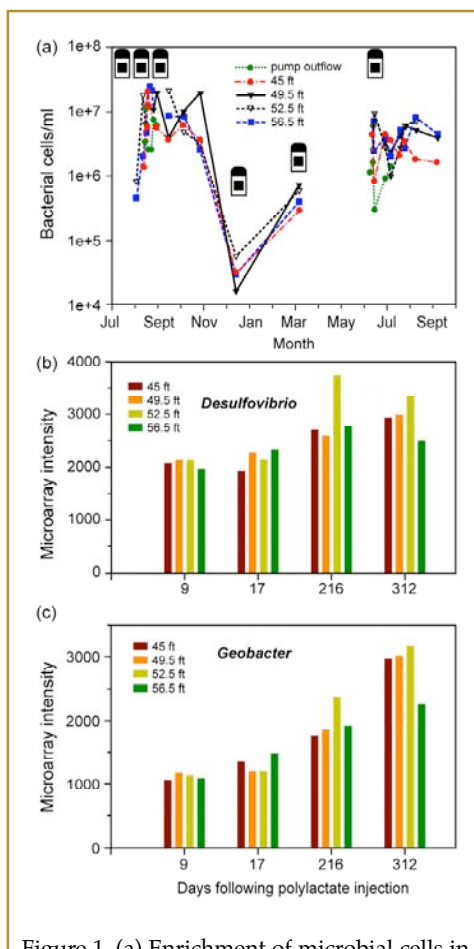 (a)
1e+8
1e+7
1e+6
1e+5
1e+4
Bacterial cells/ml
pump outflow
45 ft
49.5 ft
52.5 ft
56.5 ft
Jul Sept Nov Jan Mar May Jul Sept
Month
(b)
4000
3000
2000
1000
0
Microarray intensity
45 ft
49.5 ft
52.5 ft
56.5 ft
Desulfovibrio
9 17 216 312
(c)
3000
2000
1000
0
Microarray intensity
45 ft
49.5 ft
52.5 ft
56.5 ft
Geobacter
9 17 216 312
Days following polylactate injection
Figure 1. (a) Enrichment of microbial cells in